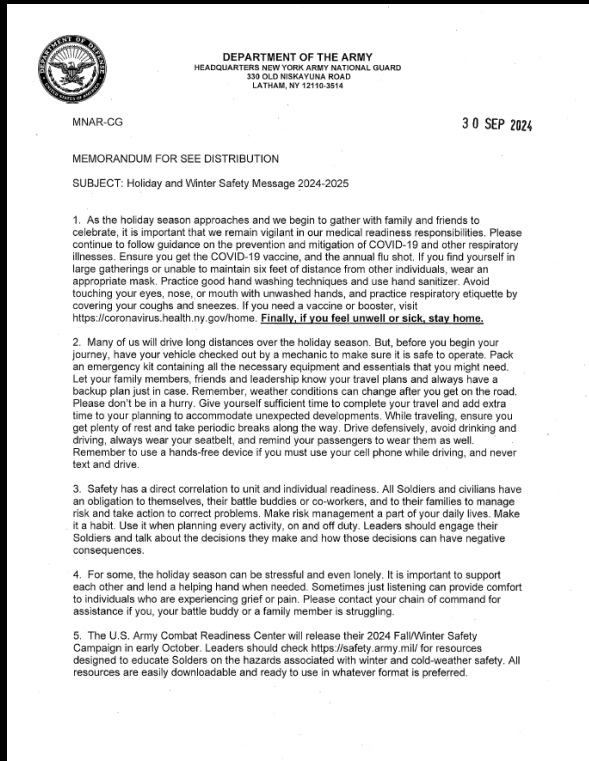 DEPARTMENT OF DEFENSE
UNITED STATES OF AMERICA
DEPARTMENT OF THE ARMY
HEADQUARTERS NEW YORK ARMY NATIONAL GUARD
330 OLD NISKAYUNA ROAD
LATHAM, NY 12110-3514
MNAR-CG
30 SEP 2024
MEMORANDUM FOR SEE DISTRIBUTION
SUBJECT: Holiday and Winter Safety Message 2024-2025
1. As the holiday season approaches and we begin to gather with family and friends to
celebrate, it is important that we remain vigilant in our medical readiness responsibilities. Please
continue to follow guidance on the prevention and mitigation of COVID-19 and other respiratory
illnesses. Ensure you get the COVID-19 vaccine, and the annual flu shot. If you find yourself in
large gatherings or unable to maintain six feet of distance from other individuals, wear an
appropriate mask. Practice good hand washing techniques and use hand sanitizer. Avoid
touching your eyes, nose, or mouth with unwashed hands, and practice respiratory etiquette by
covering your coughs and sneezes. If you need a vaccine or booster, visit
https://coronavirus.health.ny.gov/home. Finally, if you feel unwell or sick, stay home.
2. Many of us will drive long distances over the holiday season. But, before you begin your
journey, have your vehicle checked out by a mechanic to make sure it is safe to operate. Pack
an emergency kit containing all the necessary equipment and essentials that you might need.
Let your family members, friends and leadership know your travel plans and always have a
backup plan just in case. Remember, weather conditions can change after you get on the road.
Please don't be in a hurry. Give yourself sufficient time to complete your travel and add extra
time to your planning to accommodate unexpected developments. While traveling, ensure you
get plenty of rest and take periodic breaks along the way. Drive defensively, avoid drinking and
driving, always wear your seatbelt, and remind your passengers to wear them as well.
Remember to use a hands-free device if you must use your cell phone while driving, and never
text and drive.
3. Safety has a direct correlation to unit and individual readiness. All Soldiers and civilians have
an obligation to themselves, their battle buddies or co-workers, and to their families to manage
risk and take action to correct problems. Make risk management a part of your daily lives. Make
it a habit. Use it when planning every activity, on and off duty. Leaders should engage their
Soldiers and talk about the decisions they make and how those decisions can have negative
consequences.
4. For some, the holiday season can be stressful and even lonely. It is important to support
each other and lend a helping hand when needed. Sometimes just listening can provide comfort
to individuals who are experiencing grief or pain. Please contact your chain of command for
assistance if you, your battle buddy or a family member is struggling.
5. The U.S. Army Combat Readiness Center will release their 2024 Fall/Winter Safety
Campaign in early October. Leaders should check https://safety.army.mil/ for resources
designed to educate Solders on the hazards associated with winter and cold-weather safety. All
resources are easily downloadable and ready to use in whatever format is preferred.